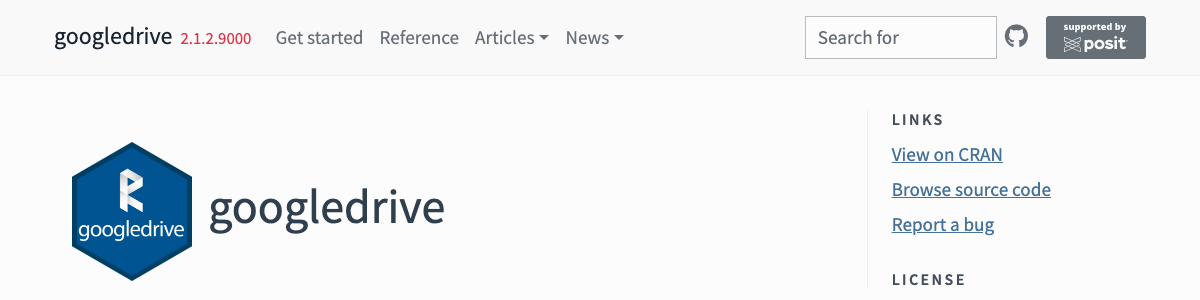 googledrive 2.1.2.9000 Get started Reference Articles News Search for supported by posit
LINKS
View on CRAN
Browse source code
Report a bug
googledrive
googledrive
LICENSE